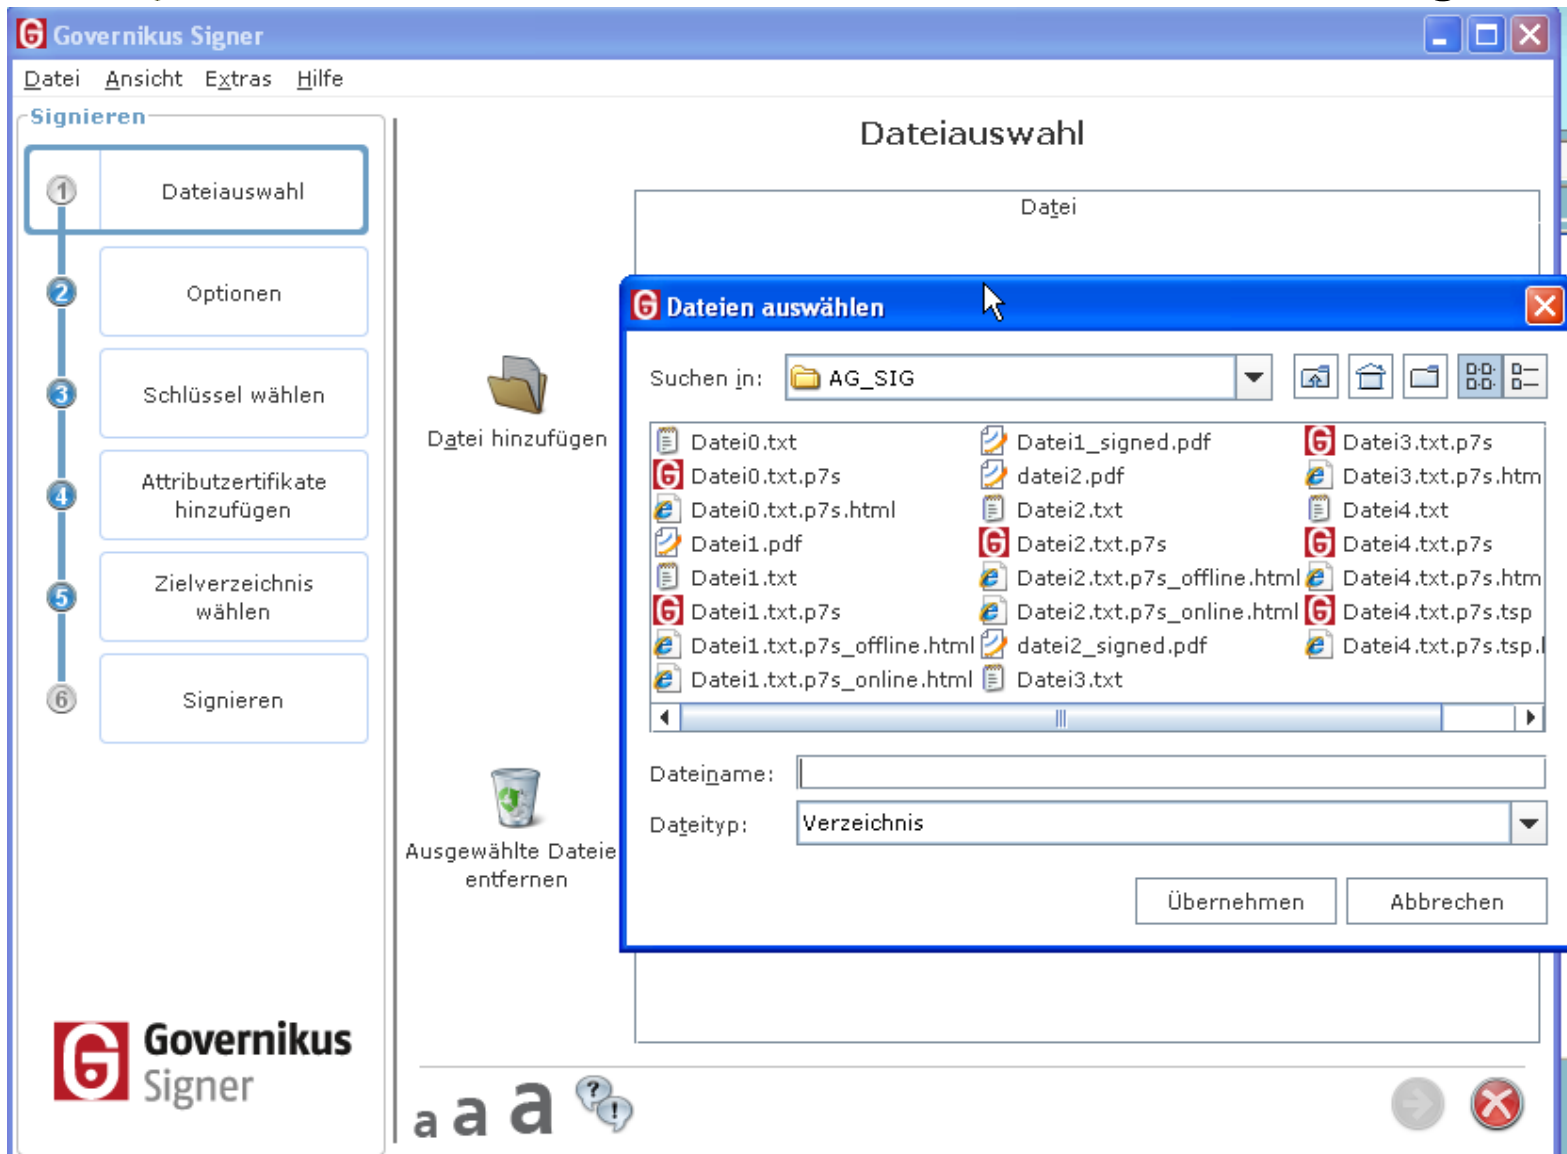 Governikus Signer
Datei Ansicht Extras Hilfe
Signieren
1 Dateiauswahl
2 Optionen
3 Schlüssel wählen
4 Attributzertifikate
hinzufügen
5 Zielverzeichnis
wählen
6 Signieren
Governikus
Signer
Dateiauswahl
Datei
Datei hinzufügen
Ausgewählte Dateie
entfernen
Dateien auswählen
Suchen in: AG_SIG
Datei0.txt
Datei0.txt.p7s
Datei0.txt.p7s.html
Datei1.pdf
Datei1.txt
Datei1.txt.p7s
Datei1.txt.p7s_offline.html
Datei1.txt.p7s_online.html
Datei1_signed.pdf
datei2.pdf
Datei2.txt
Datei2.txt.p7s
Datei2.txt.p7s_offline.html
Datei2.txt.p7s_online.html
datei2_signed.pdf
Datei3.txt
Datei3.txt.p7s
Datei3.txt.p7s.htm
Datei4.txt
Datei4.txt.p7s
Datei4.txt.p7s.htm
Datei4.txt.p7s.tsp
Datei4.txt.p7s.tsp.
Dateiname:
Dateityp: Verzeichnis
Übernehmen Abbrechen
a a a ? !